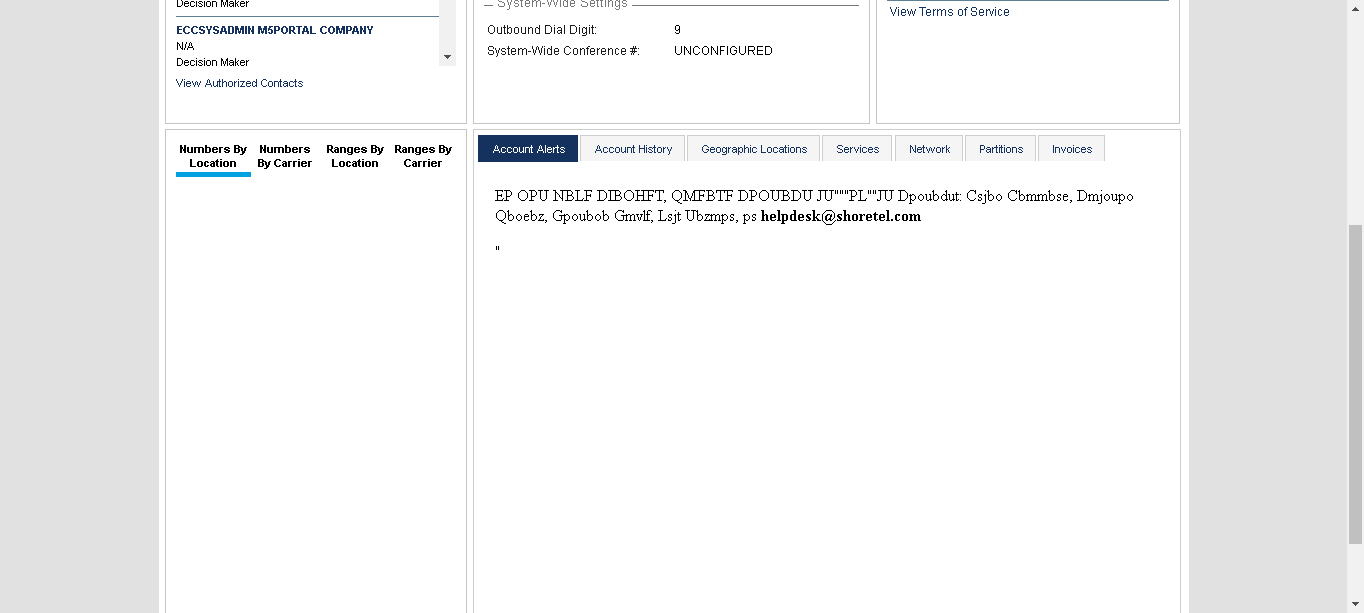 Decision Maker
ECCSYSADMIN M5PORTAL COMPANY
N/A
Decision Maker
View Authorized Contacts
System-Wide Settings
Outbound Dial Digit: 9
System-Wide Conference #: UNCONFIGURED
View Terms of Service
Numbers By Location
Numbers By Carrier
Ranges By Location
Ranges By Carrier
Account Alerts
Account History
Geographic Locations
Services
Network
Partitions
Invoices
EP OPU NBLF DIBOHFT, QMFBTF DPOUBDU JU"""PL""JU Dpoubdut: Csjbo Cbmmbse, Dmjoupo
Qboebz, Gpoubob Gmvlf, Lsjt Ubzmps, ps helpdesk@shoretel.com
"